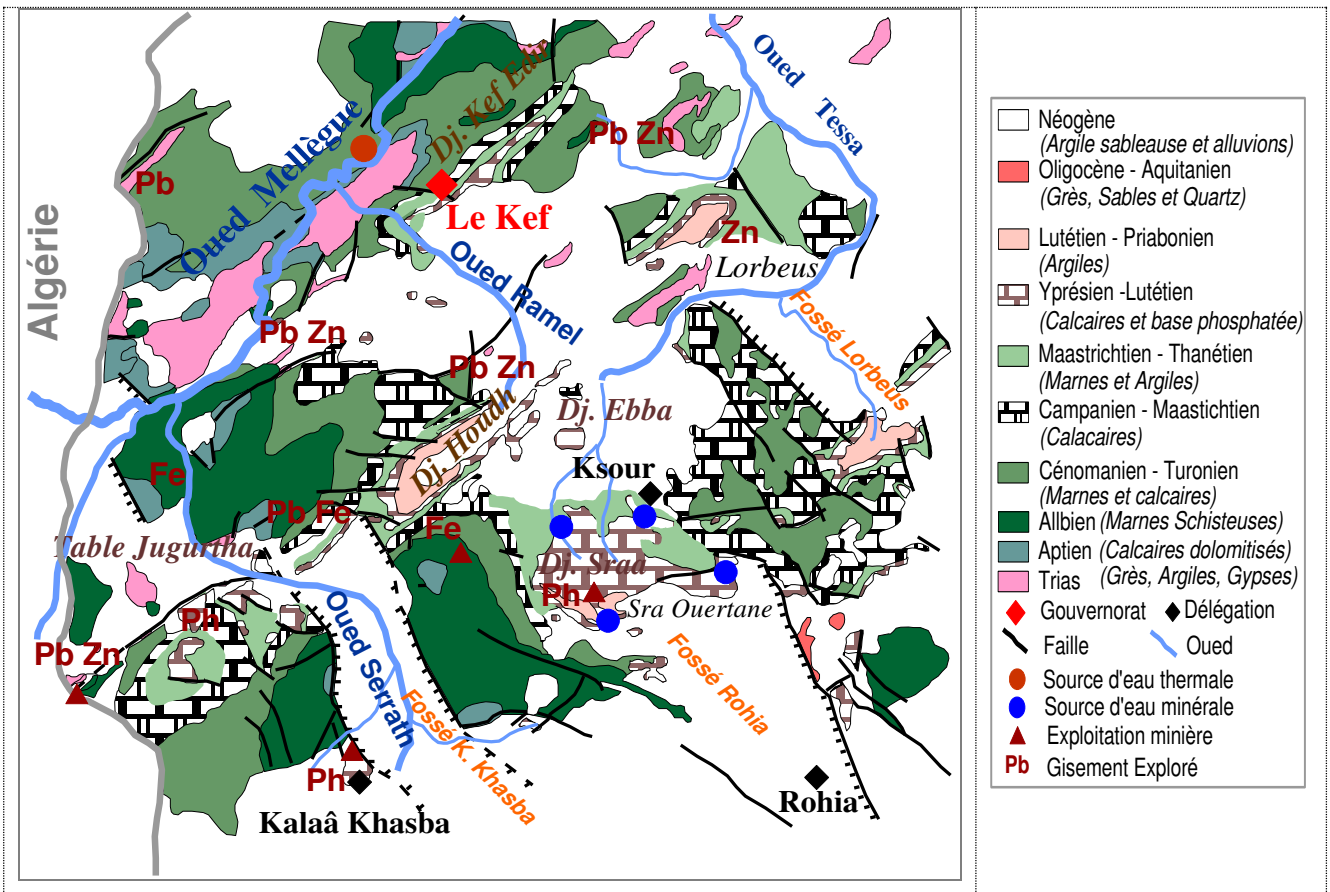 Oued Tessa
Dj. Kef Edir
Pb Zn
Oued Mellègue
Pb
Le Kef
Algérie
Zn
Lorbeus
Oued Ramel
Fossé Lorbeus
Pb Zn
Pb Zn
Dj. Houdh
Dj. Ebba
Ksour
Fe
Pb Fe
Fe
Table Jugurtha
Dj. Sraa
Ph
Sra Ouertane
Oued Serrath
Ph
Pb Zn
Fossé Rohia
Fossé K. Khasba
Ph
Kalaâ Khasba
Rohia
Néogène
(Argile sableause et alluvions)
Oligocène - Aquitanien
(Grès, Sables et Quartz)
Lutétien - Priabonien
(Argiles)
Yprésien -Lutétien
(Calcaires et base phosphatée)
Maastrichtien - Thanétien
(Marnes et Argiles)
Campanien - Maastichtien
(Calacaires)
Cénomanien - Turonien
(Marnes et calcaires)
Allbien (Marnes Schisteuses)
Aptien (Calcaires dolomitisés)
Trias (Grès, Argiles, Gypses)
Gouvernorat Délégation
Faille Oued
Source d'eau thermale
Source d'eau minérale
Exploitation minière
Pb Gisement Exploré